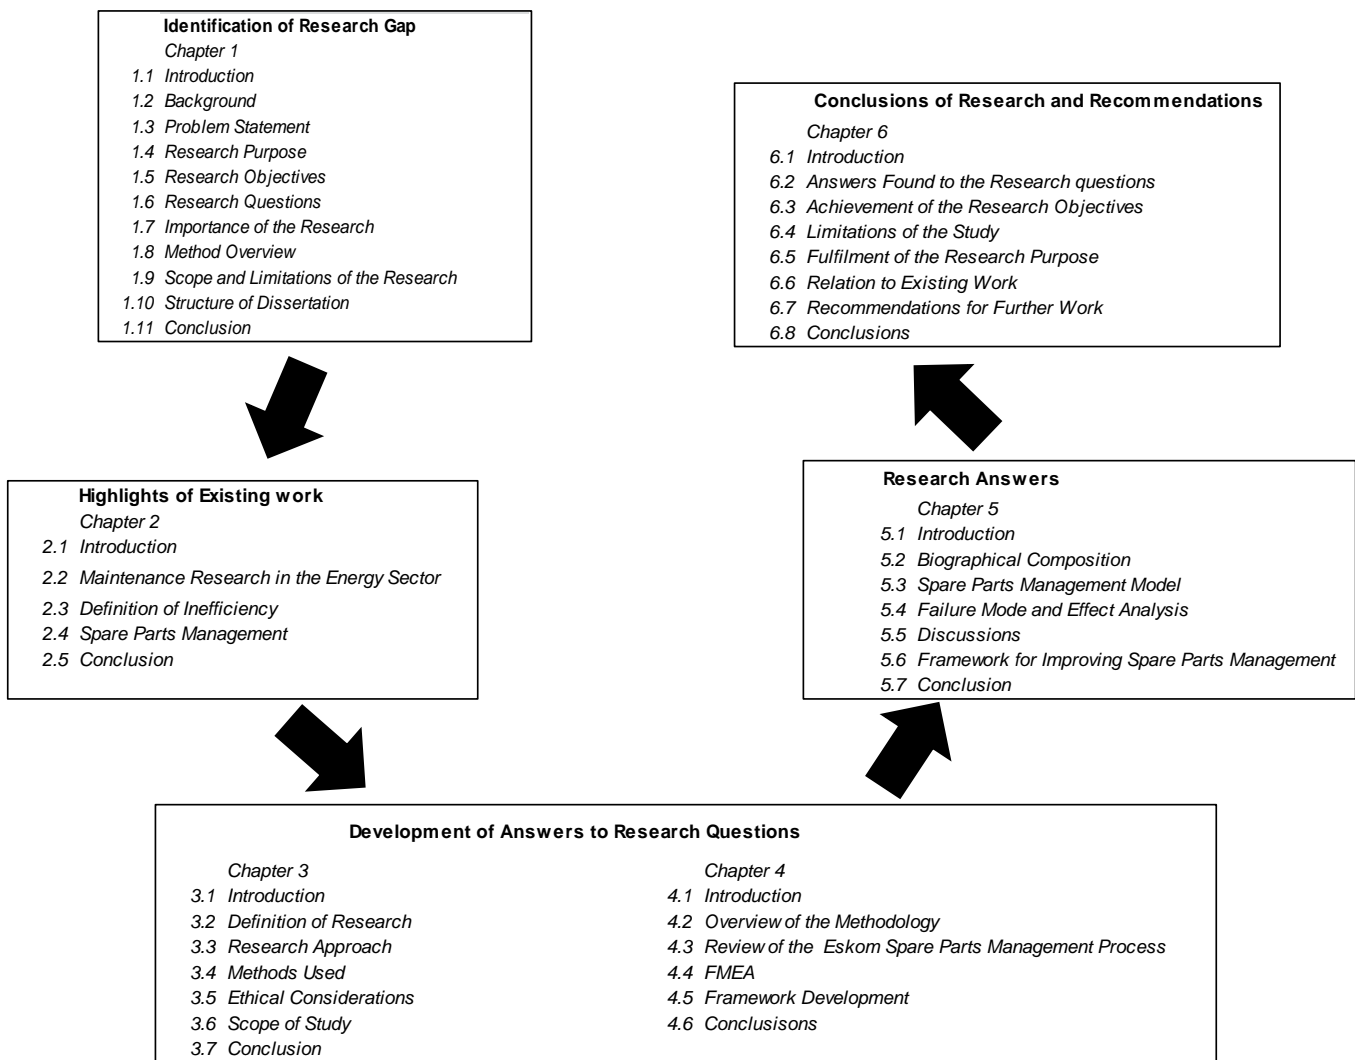 Identification of Research Gap
Chapter 1
1.1 Introduction
1.2 Background
1.3 Problem Statement
1.4 Research Purpose
1.5 Research Objectives
1.6 Research Questions
1.7 Importance of the Research
1.8 Method Overview
1.9 Scope and Limitations of the Research
1.10 Structure of Dissertation
1.11 Conclusion
Highlights of Existing work
Chapter 2
2.1 Introduction
2.2 Maintenance Research in the Energy Sector
2.3 Definition of Inefficiency
2.4 Spare Parts Management
2.5 Conclusion
Development of Answers to Research Questions
Chapter 3
3.1 Introduction
3.2 Definition of Research
3.3 Research Approach
3.4 Methods Used
3.5 Ethical Considerations
3.6 Scope of Study
3.7 Conclusion
Chapter 4
4.1 Introduction
4.2 Overview of the Methodology
4.3 Review of the Eskom Spare Parts Management Process
4.4 FMEA
4.5 Framework Development
4.6 Conclusisons
Research Answers
Chapter 5
5.1 Introduction
5.2 Biographical Composition
5.3 Spare Parts Management Model
5.4 Failure Mode and Effect Analysis
5.5 Discussions
5.6 Framework for Improving Spare Parts Management
5.7 Conclusion
Conclusions of Research and Recommendations
Chapter 6
6.1 Introduction
6.2 Answers Found to the Research questions
6.3 Achievement of the Research Objectives
6.4 Limitations of the Study
6.5 Fulfilment of the Research Purpose
6.6 Relation to Existing Work
6.7 Recommendations for Further Work
6.8 Conclusions